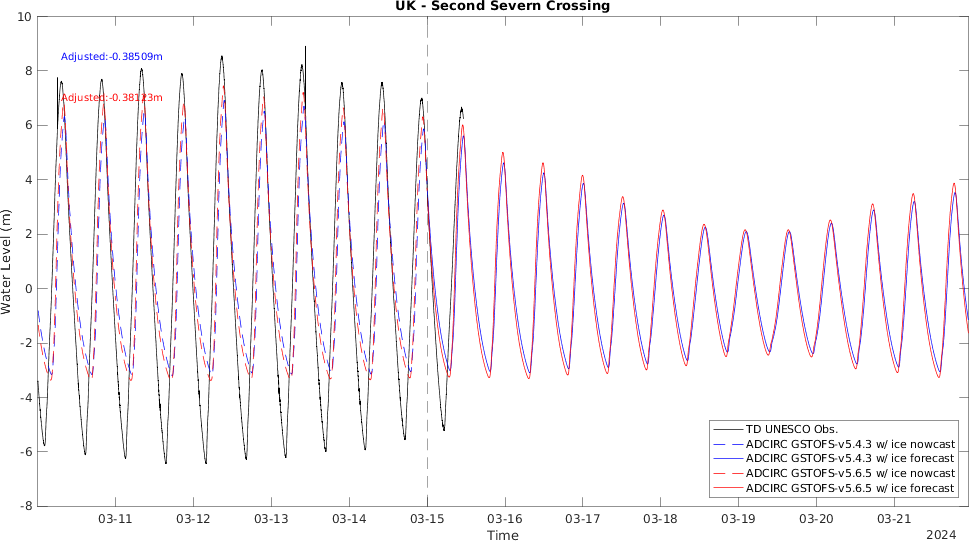 UK - Second Severn Crossing
10
8
6
4
2
0
-2
-4
-6
-8
Water Level (m)
Adjusted:-0.38509m
Adjusted:-0.38123m
TD UNESCO Obs.
ADCIRC GSTOFS-v5.4.3 w/ ice nowcast
ADCIRC GSTOFS-v5.4.3 w/ ice forecast
ADCIRC GSTOFS-v5.6.5 w/ ice nowcast
ADCIRC GSTOFS-v5.6.5 w/ ice forecast
03-11 03-12 03-13 03-14 03-15 03-16 03-17 03-18 03-19 03-20 03-21
Time
2024